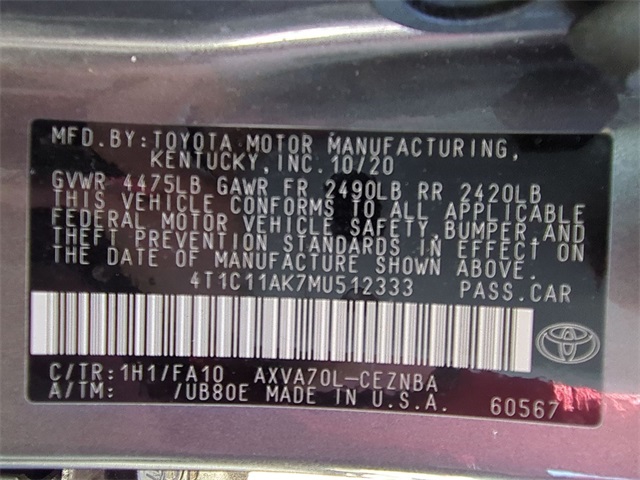 MFD.BY:TOYOTA MOTOR MANUFACTURING,
KENTUCKY,INC.10/20
GVWR 4475LB GAWR FR 2490LB RR 2420LB
THIS VEHICLE CONFORMS TO ALL APPLICABLE
FEDERAL MOTOR VEHICLE SAFETY,BUMPER AND
THEFT PREVENTION STANDARDS IN EFFECT ON
THE DATE OF MANUFACTURE SHOWN ABOVE.
4T1C11AK7MU512333 PASS.CAR
C/TR:1H1/FA10 AXVA70L-CEZNBA
A/TM: /UB80E MADE IN U.S.A. 60567